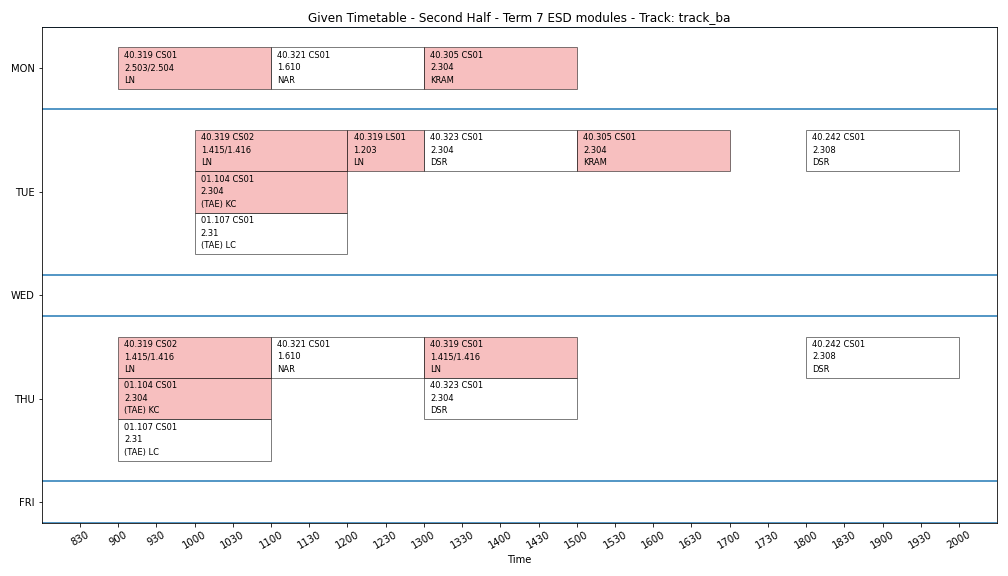 Given Timetable - Second Half - Term 7 ESD modules - Track: track_ba
MON
40.319 CS01
2.503/2.504
LN
40.321 CS01
1.610
NAR
40.305 CS01
2.304
KRAM
TUE
40.319 CS02
1.415/1.416
LN
40.319 LS01
1.203
LN
40.323 CS01
2.304
DSR
40.305 CS01
2.304
KRAM
40.242 CS01
2.308
DSR
01.104 CS01
2.304
(TAE) KC
01.107 CS01
2.31
(TAE) LC
WED
THU
40.319 CS02
1.415/1.416
LN
40.321 CS01
1.610
NAR
40.319 CS01
1.415/1.416
LN
40.242 CS01
2.308
DSR
01.104 CS01
2.304
(TAE) KC
40.323 CS01
2.304
DSR
01.107 CS01
2.31
(TAE) LC
FRI
830 900 930 1000 1030 1100 1130 1200 1230 1300 1330 1400 1430 1500 1600 1630 1700 1730 1800 1830 1900 1930 2000
Time